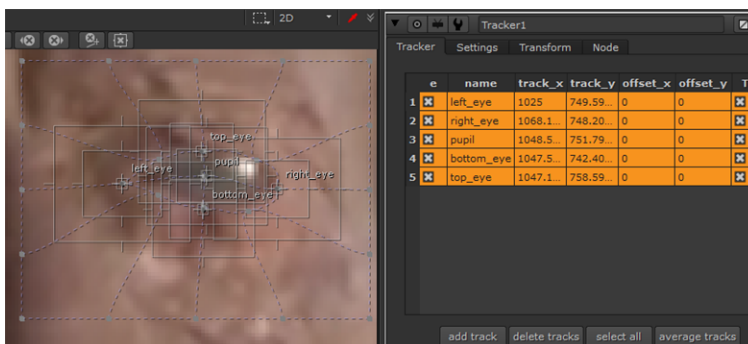 2D
Tracker1
Tracker Settings Transform Node
e name track_x track_y offset_x offset_y T
1 left_eye 1025 749.59... 0 0
2 right_eye 1068.1... 748.20... 0 0
3 pupil 1048.5... 751.79... 0 0
4 bottom_eye 1047.5... 742.40... 0 0
5 top_eye 1047.1... 758.59... 0 0
top_eye
pupil
left_eye
right_eye
bottom_eye
add track delete tracks select all average tracks